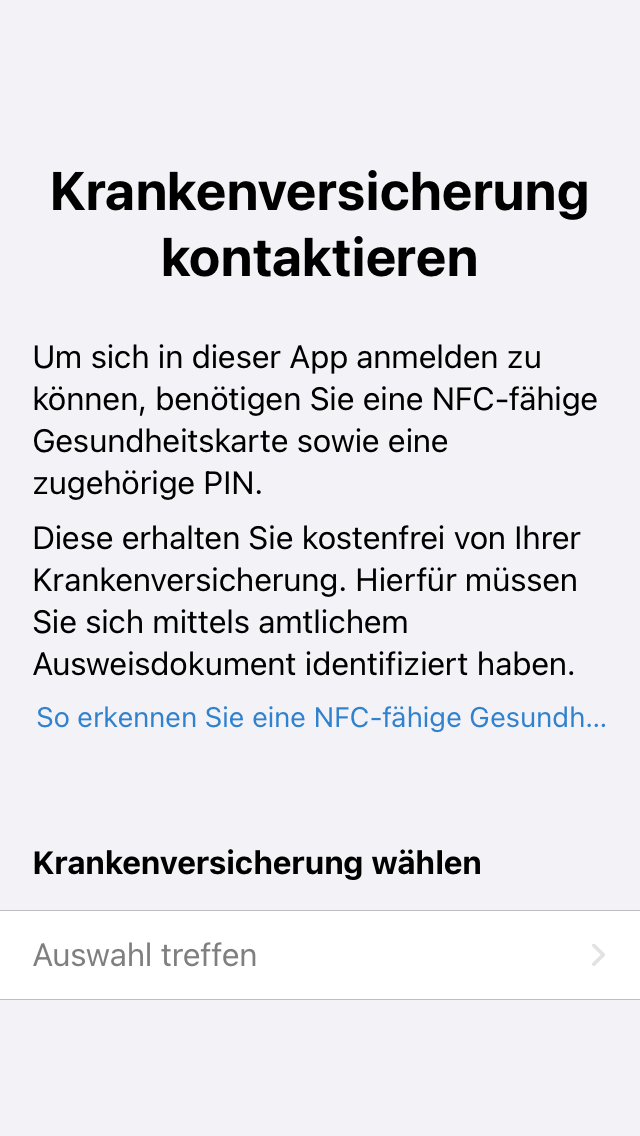 Krankenversicherung
kontaktieren
Um sich in dieser App anmelden zu
können, benötigen Sie eine NFC-fähige
Gesundheitskarte sowie eine
zugehörige PIN.
Diese erhalten Sie kostenfrei von Ihrer
Krankenversicherung. Hierfür müssen
Sie sich mittels amtlichem
Ausweisdokument identifiziert haben.
So erkennen Sie eine NFC-fähige Gesundh...
Krankenversicherung wählen
Auswahl treffen